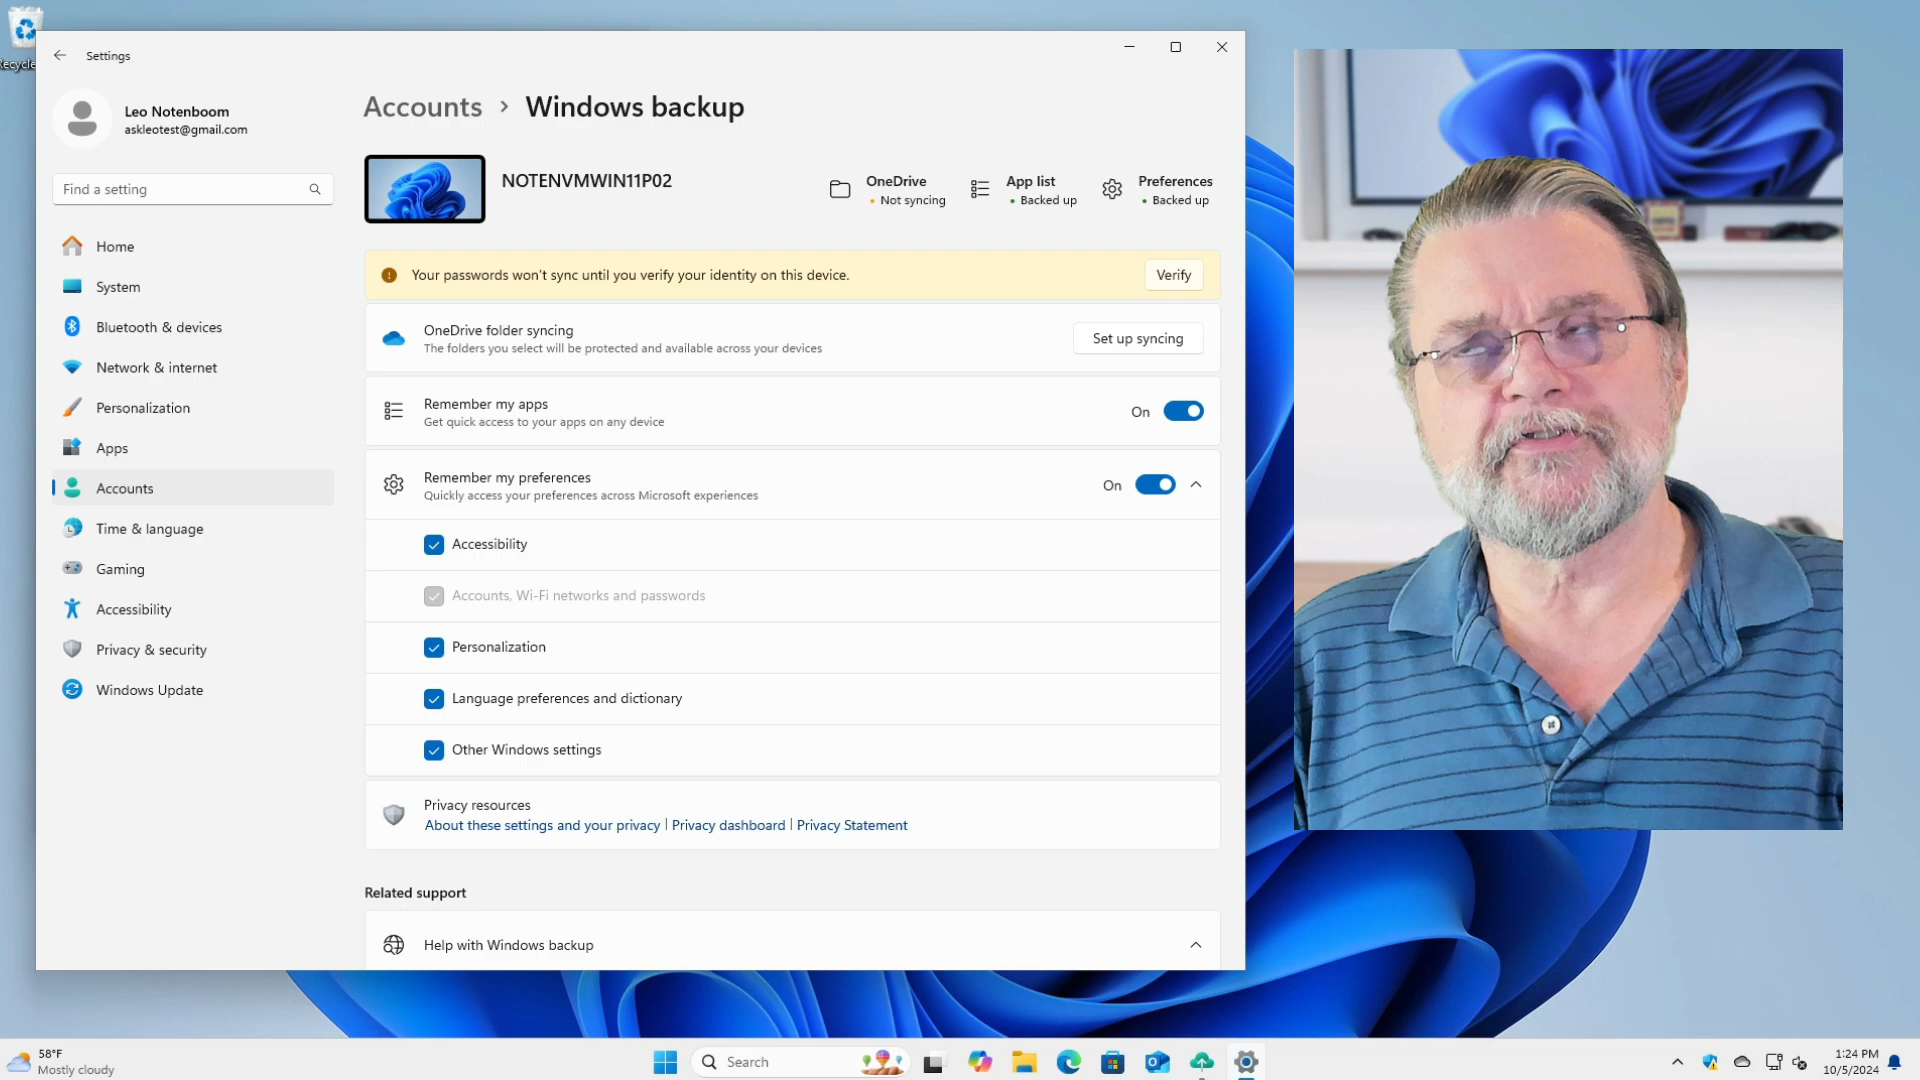 Recycle
Settings
Leo Notenboom
askleotest@gmail.com
Find a setting
Home
System
Bluetooth & devices
Network & internet
Personalization
Apps
Accounts
Time & language
Gaming
Accessibility
Privacy & security
Windows Update
Accounts > Windows backup
NOTENVMWIN11P02
OneDrive
Not syncing
App list
Backed up
Preferences
Backed up
Your passwords won't sync until you verify your identity on this device.
Verify
OneDrive folder syncing
The folders you select will be protected and available across your devices
Set up syncing
Remember my apps
Get quick access to your apps on any device
On
Remember my preferences
Quickly access your preferences across Microsoft experiences
On
Accessibility
Accounts, Wi-Fi networks and passwords
Personalization
Language preferences and dictionary
Other Windows settings
Privacy resources
About these settings and your privacy | Privacy dashboard | Privacy Statement
Related support
Help with Windows backup
58°F
Mostly cloudy
Search
1:24 PM
10/5/2024